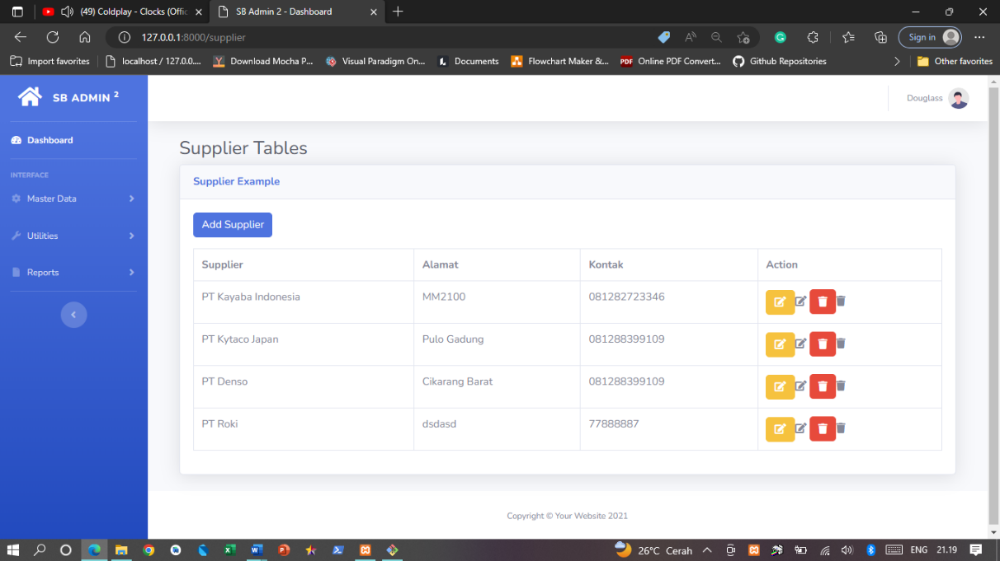 (49) Coldplay - Clocks (Offic
SB Admin 2 - Dashboard
127.0.0.1:8000/supplier
Sign in
Import favorites
localhost / 127.0.0....
Download Mocha P...
Visual Paradigm On...
Documents
Flowchart Maker &...
PDF Online PDF Convert...
Github Repositories
Other favorites
SB ADMIN 2
Douglass
Dashboard
INTERFACE
Master Data
Utilities
Reports
Supplier Tables
Supplier Example
Add Supplier
Supplier Alamat Kontak Action
PT Kayaba Indonesia MM2100 081282723346
PT Kytaco Japan Pulo Gadung 081288399109
PT Denso Cikarang Barat 081288399109
PT Roki dsdasd 77888887
Copyright © Your Website 2021
26°C Cerah
ENG 21.19